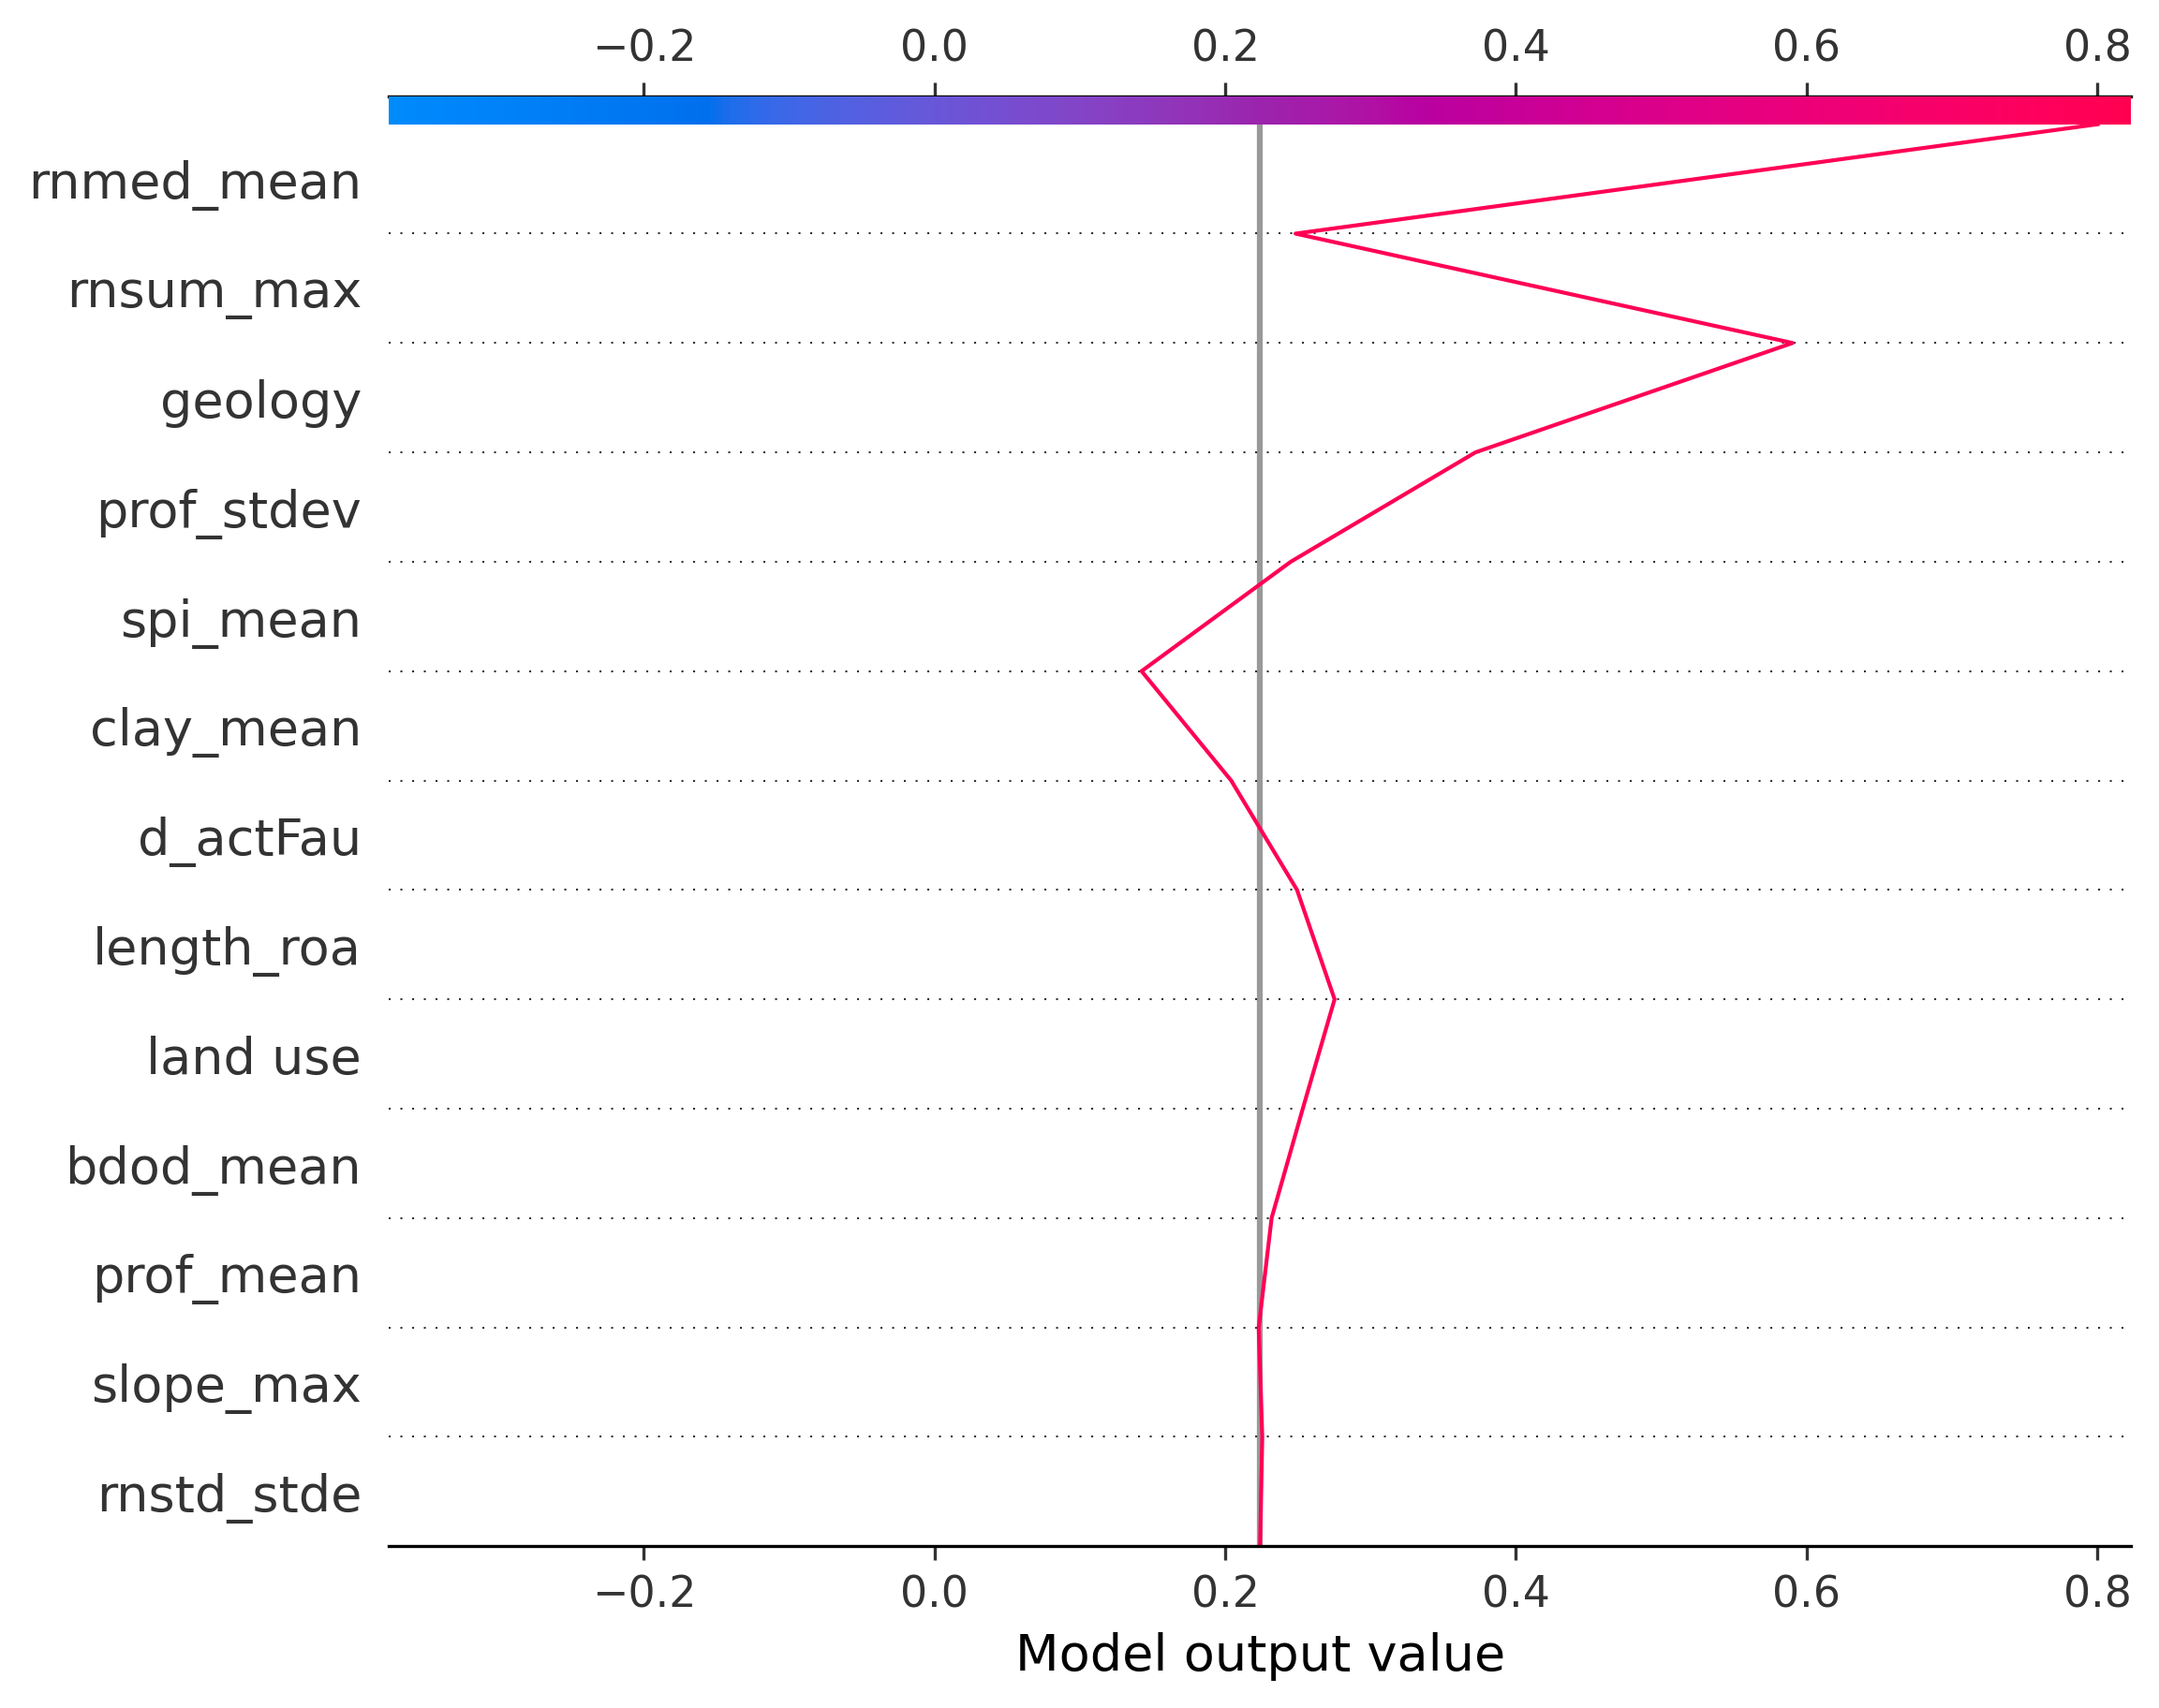 −0.2 0.0 0.2 0.4 0.6 0.8
rnmed_mean
rnsum_max
geology
prof_stdev
spi_mean
clay_mean
d_actFau
length_roa
land use
bdod_mean
prof_mean
slope_max
rnstd_stde
−0.2 0.0 0.2 0.4 0.6 0.8
Model output value